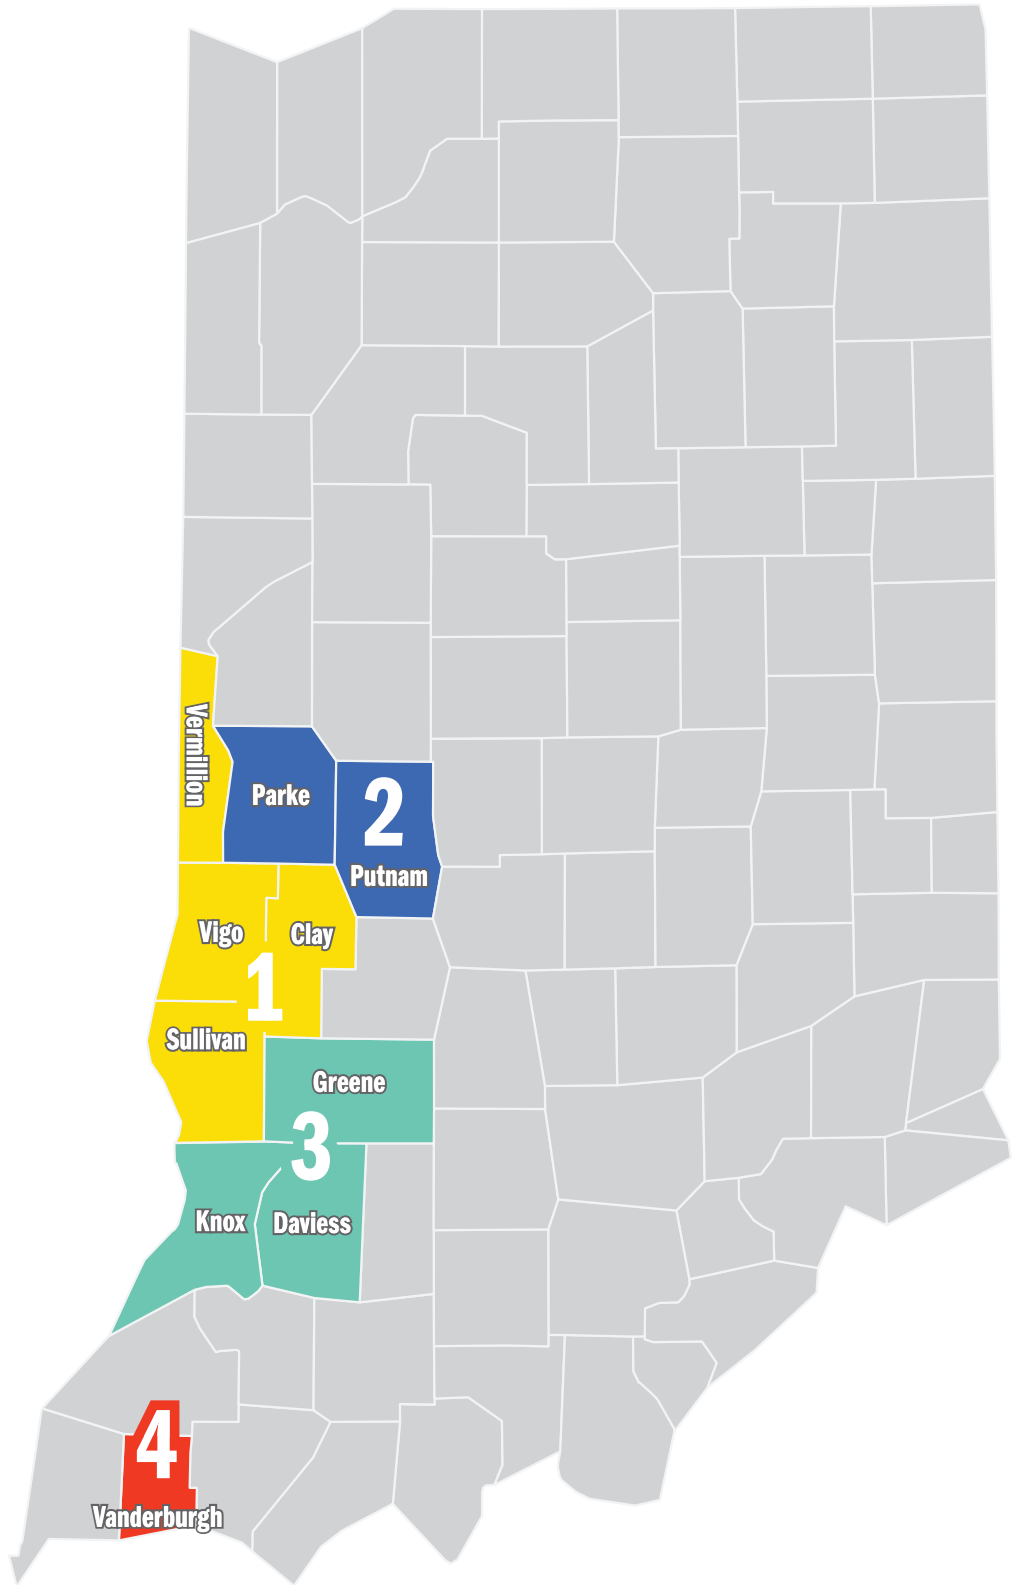 Vermillion
Parke
2
Putnam
Vigo
Clay
1
Sullivan
Greene
3
Knox
Daviess
4
Vanderburgh